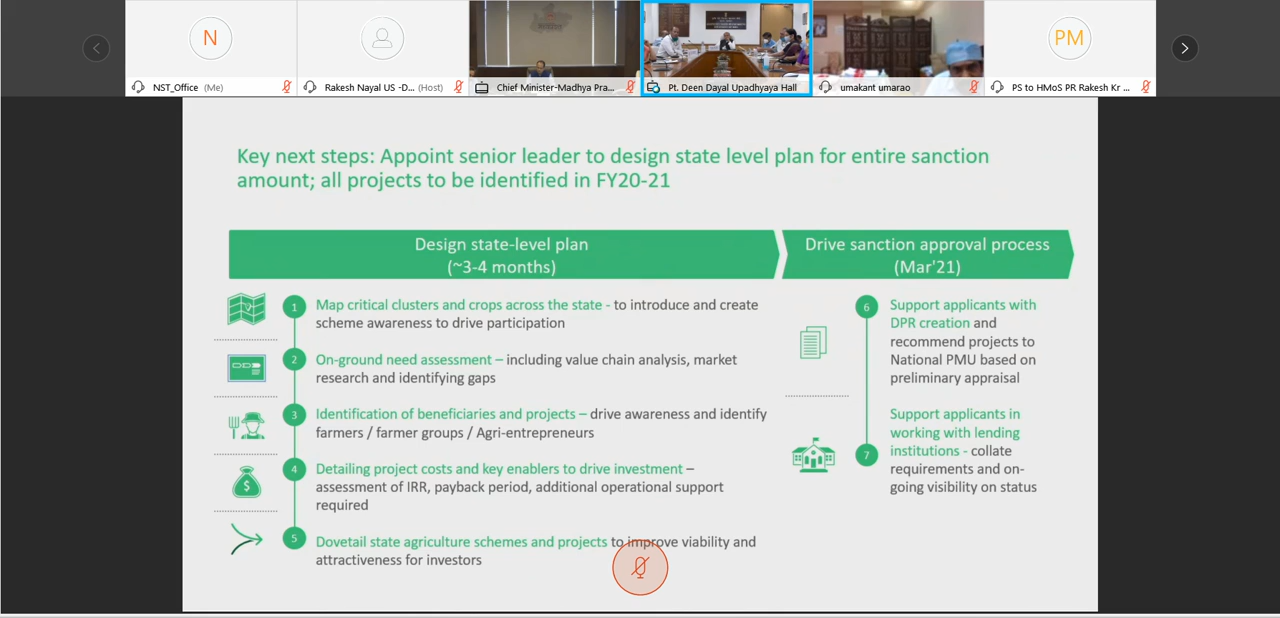 N
PM
NST_Office (Me)
Rakesh Nayal US -D... (Host)
Chief Minister-Madhya Pra...
Pt. Deen Dayal Upadhyaya Hall
umakant umarao
PS to HMoS PR Rakesh Kr ...
Key next steps: Appoint senior leader to design state level plan for entire sanction
amount; all projects to be identified in FY20-21
Design state-level plan
(~3-4 months)
Drive sanction approval process
(Mar'21)
1
Map critical clusters and crops across the state - to introduce and create
scheme awareness to drive participation
2
On-ground need assessment – including value chain analysis, market
research and identifying gaps
3
Identification of beneficiaries and projects – drive awareness and identify
farmers / farmer groups / Agri-entrepreneurs
$
4
Detailing project costs and key enablers to drive investment –
assessment of IRR, payback period, additional operational support
required
5
Dovetail state agriculture schemes and projects to improve viability and
attractiveness for investors
6
Support applicants with
DPR creation and
recommend projects to
National PMU based on
preliminary appraisal
7
Support applicants in
working with lending
institutions - collate
requirements and on-
going visibility on status